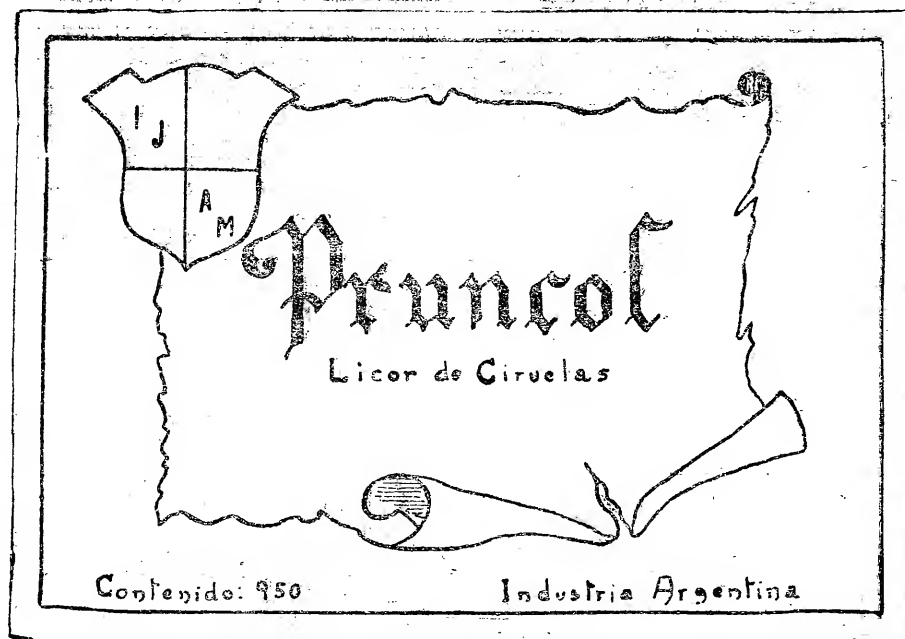 I J
A M
Pruncol
Licor de Ciruelas
Contenido: 950
Industria Argentina